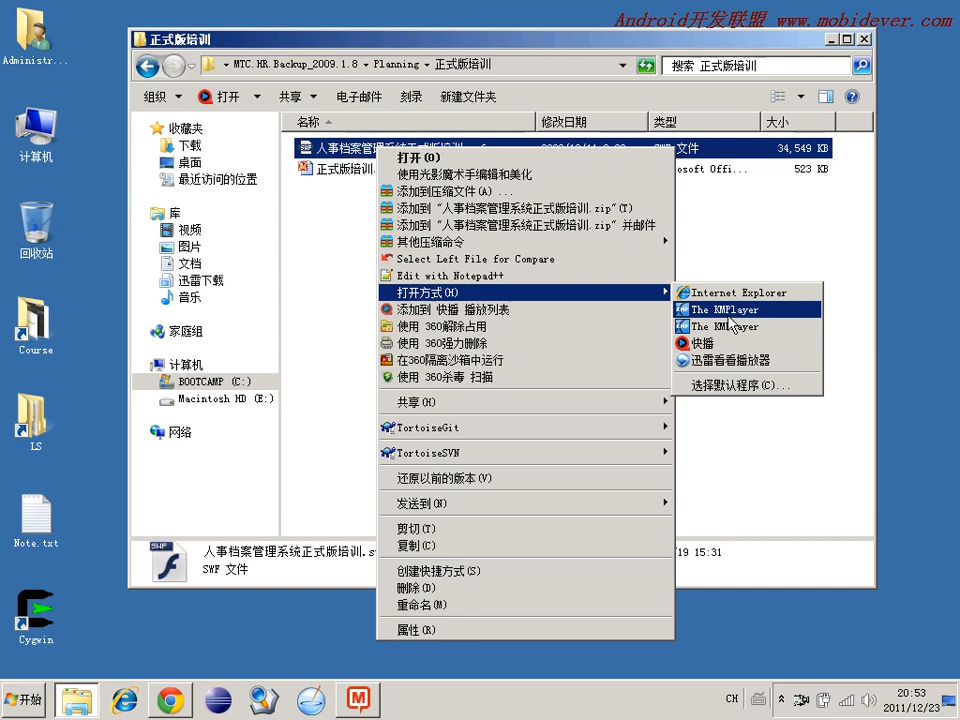 Android开发联盟 www.mobidever.com
Administr...
计算机
回收站
Course
LS
Note.txt
Cygwin
正式版培训
MTC.HR.Backup_2009.1.8 Planning 正式版培训
搜索 正式版培训
组织 打开 共享 电子邮件 刻录 新建文件夹
收藏夹
下载
桌面
最近访问的位置
库
视频
图片
文档
迅雷下载
音乐
家庭组
计算机
BOOTCAMP (C:)
Macintosh HD (E:)
网络
名称 修改日期 类型 大小
人事档案管理系统正式版培训 SWF 文件 34,549 KB
正式版培训. osoft Offi... 523 KB
打开(O)
使用光影魔术手编辑和美化
添加到压缩文件(A) ...
添加到 "人事档案管理系统正式版培训.zip"(T)
添加到 "人事档案管理系统正式版培训.zip" 并邮件
其他压缩命令
Select Left File for Compare
Edit with Notepad++
打开方式(H)
添加到 快播 播放列表
使用 360解除占用
使用 360强力删除
在360隔离沙箱中运行
使用 360杀毒 扫描
共享(H)
TortoiseGit
TortoiseSVN
还原以前的版本(V)
发送到(N)
剪切(T)
复制(C)
创建快捷方式(S)
删除(D)
重命名(M)
属性(R)
Internet Explorer
The KMPlayer
The KMPlayer
快播
迅雷看看播放器
选择默认程序(C)...
人事档案管理系统正式版培训.s /19 15:31
SWF 文件
开始
CH
20:53
2011/12/23